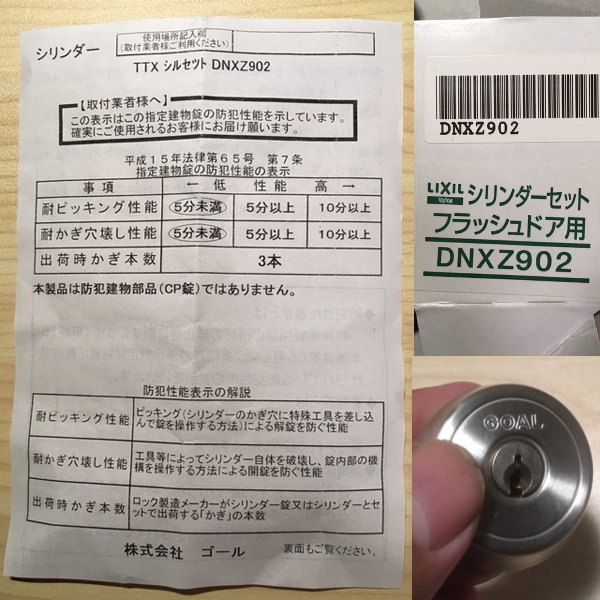 シリンダー
使用場所記入欄
(取付業者様ご利用ください)
TTX シルセット DNXZ902
【取付業者様へ】
この表示はこの指定建物錠の防犯性能を示しています。
確実にご使用されるお客様にお届け願います。
平成15年法律第65号 第7条
指定建物錠の防犯性能の表示
事項 ← 低 性能 高 →
耐ピッキング性能 5分未満 5分以上 10分以上
耐かぎ穴壊し性能 5分未満 5分以上 10分以上
出荷時かぎ本数 3本
本製品は防犯建物部品(CP錠)ではありません。
防犯性能表示の解説
耐ピッキング性能 ピッキング(シリンダーのかぎ穴に特殊工具を差し込
んで錠を操作する方法)による解錠を防ぐ性能
耐かぎ穴壊し性能 工具等によってシリンダー自体を破壊し、錠内部の機
構を操作する方法による開錠を防ぐ性能
出荷時かぎ本数 ロック製造メーカーがシリンダー錠又はシリンダーとセ
ットで出荷する「かぎ」の本数
株式会社 ゴール 裏面もご覧ください。
DNXZ902
LIXIL シリンダーセット
フラッシュドア用
DNXZ902
GOAL